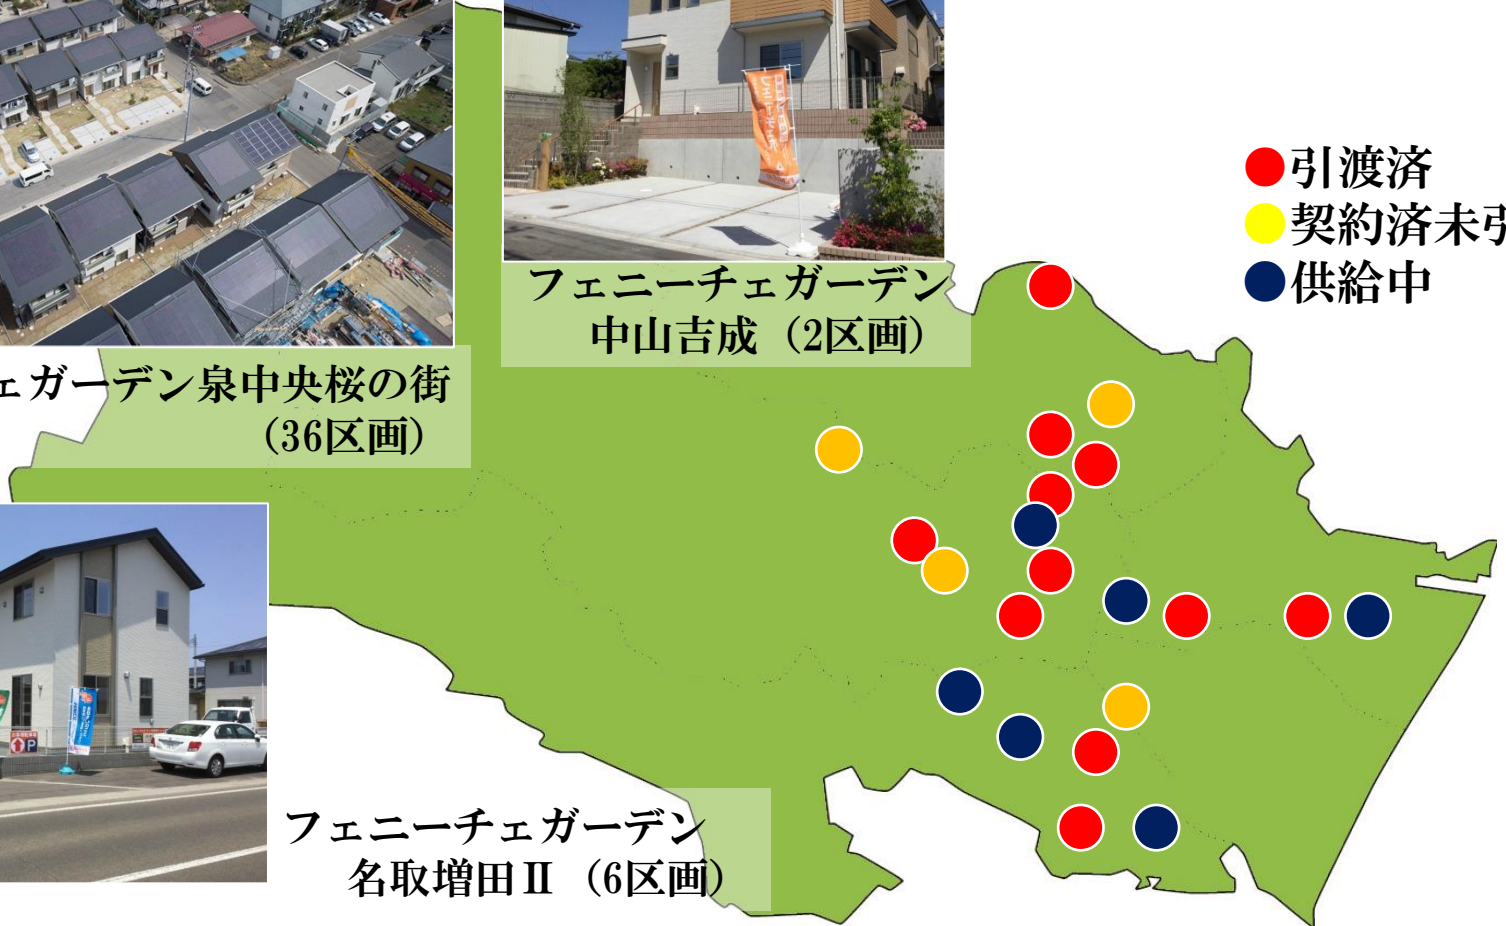 引渡済
契約済未引
供給中
フェニーチェガーデン
中山吉成（2区画）
ェガーデン泉中央桜の街
（36区画）
P
フェニーチェガーデン
名取増田Ⅱ（6区画）